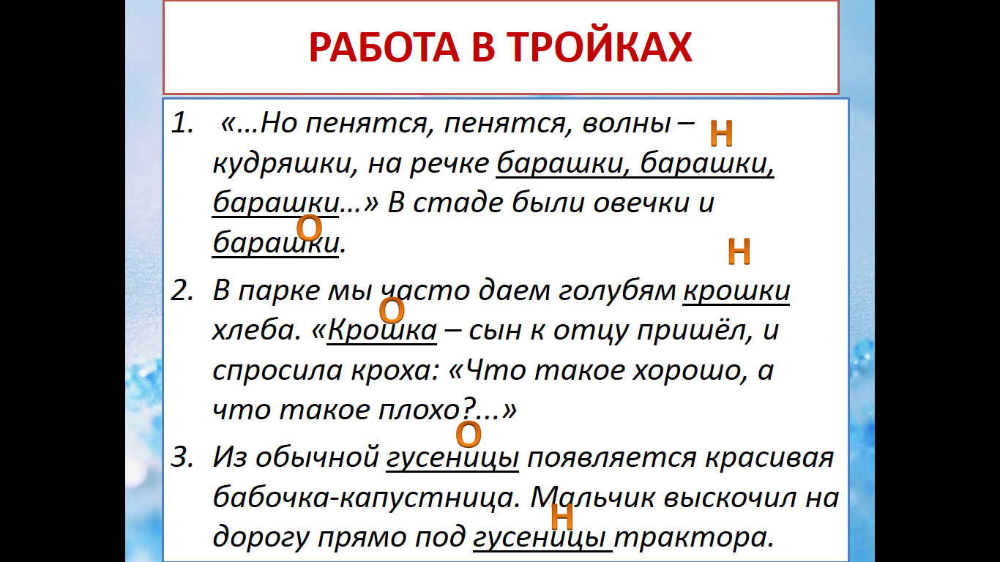 РАБОТА В ТРОЙКАХ
1. «...Но пенятся, пенятся, волны –
Н
кудряшки, на речке барашки, барашки,
барашки...» В стаде были овечки и
О
барашки.
Н
2. В парке мы часто даем голубям крошки
О
хлеба. «Крошка – сын к отцу пришёл, и
спросила кроха: «Что такое хорошо, а
что такое плохо?...»
О
3. Из обычной гусеницы появляется красивая
бабочка-капустница. Мальчик выскочил на
Н
дорогу прямо под гусеницы трактора.